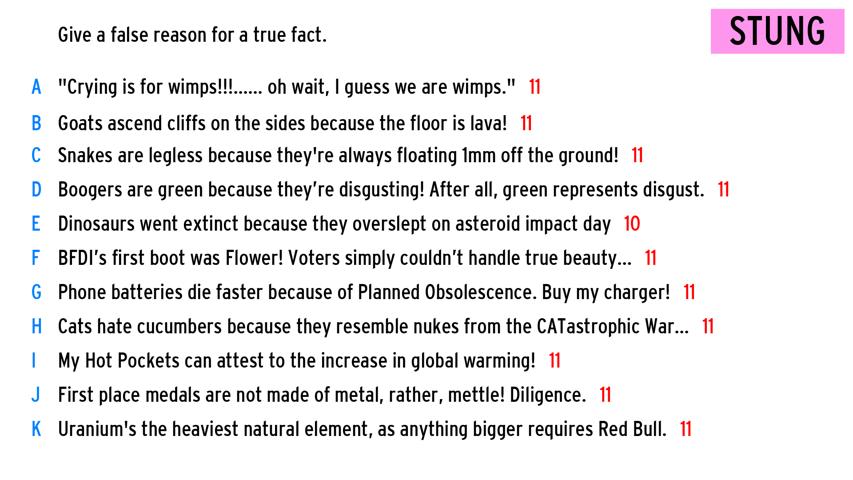 Give a false reason for a true fact.
STUNG
A "Crying is for wimps!!!...... oh wait, I guess we are wimps." 11
B Goats ascend cliffs on the sides because the floor is lava! 11
C Snakes are legless because they're always floating 1mm off the ground! 11
D Boogers are green because they’re disgusting! After all, green represents disgust. 11
E Dinosaurs went extinct because they overslept on asteroid impact day 10
F BFDI’s first boot was Flower! Voters simply couldn’t handle true beauty... 11
G Phone batteries die faster because of Planned Obsolescence. Buy my charger! 11
H Cats hate cucumbers because they resemble nukes from the CATastrophic War... 11
I My Hot Pockets can attest to the increase in global warming! 11
J First place medals are not made of metal, rather, mettle! Diligence. 11
K Uranium's the heaviest natural element, as anything bigger requires Red Bull. 11